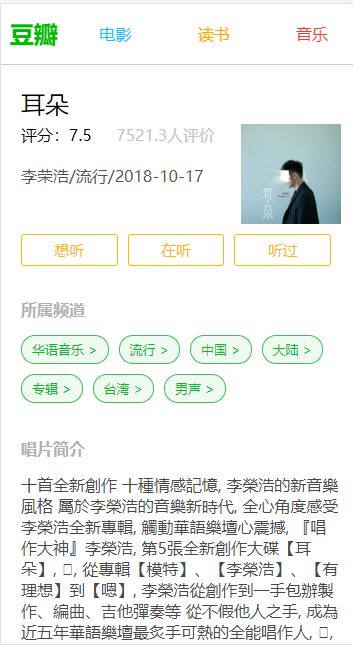 豆瓣 电影 读书 音乐
耳朵
评分：7.5 7521.3人评价
李荣浩/流行/2018-10-17
耳朵
想听 在听 听过
所属频道
华语音乐 > 流行 > 中国 > 大陆 >
专辑 > 台湾 > 男声 >
唱片简介
十首全新創作 十種情感記憶, 李榮浩的新音樂
風格 屬於李榮浩的音樂新時代, 全心角度感受
李榮浩全新專輯, 觸動華語樂壇心震撼, 『唱
作大神』李榮浩, 第5張全新創作大碟【耳
朵】, , 從專輯【模特】、【李榮浩】、【有
理想】到【嗯】, 李榮浩從創作到一手包辦製
作、編曲、吉他彈奏等 從不假他人之手, 成為
近五年華語樂壇最炙手可熱的全能唱作人, ,